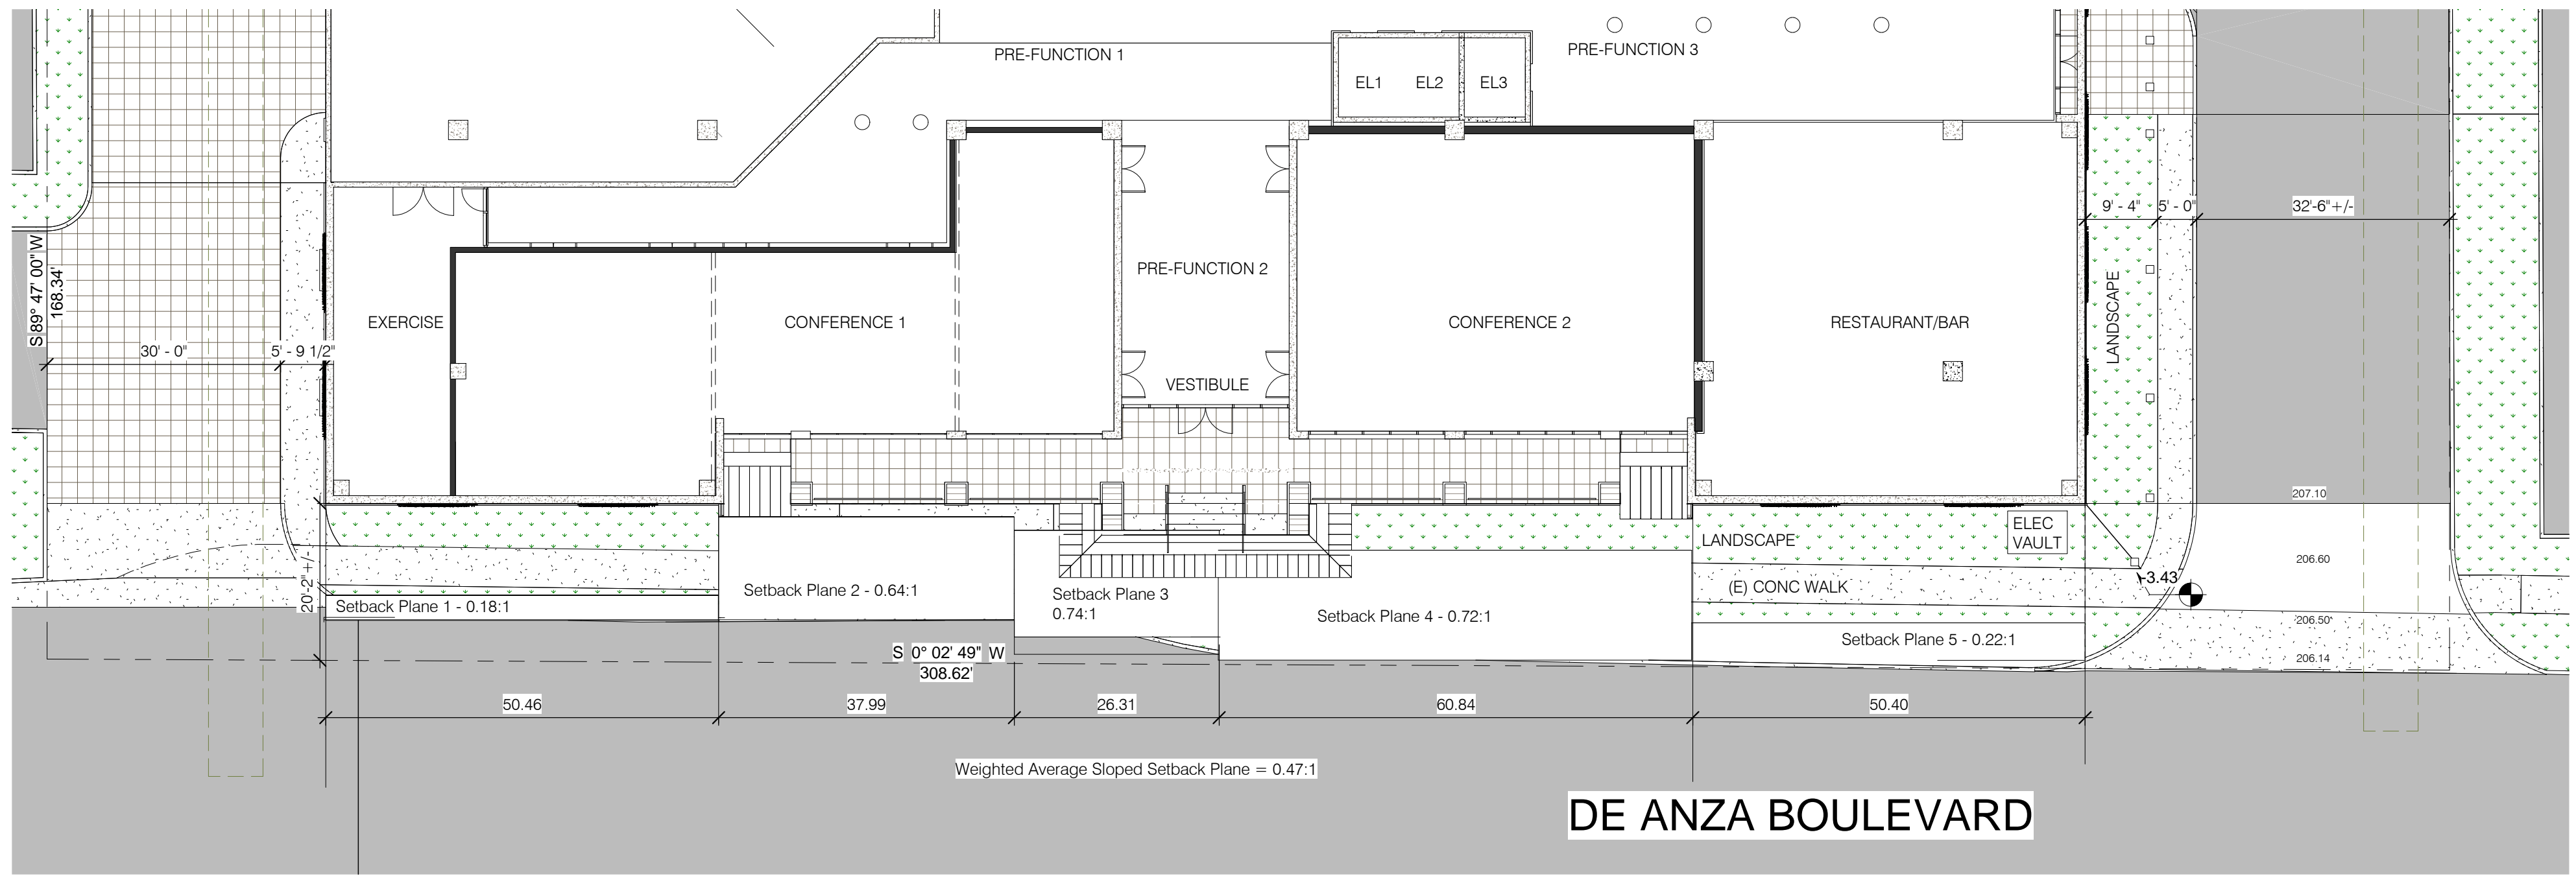 PRE-FUNCTION 1
PRE-FUNCTION 3
EL1
EL2
EL3
S 89° 47' 00" W
168.34'
9' - 4"
5' - 0"
32'-6"+/-
PRE-FUNCTION 2
LANDSCAPE
EXERCISE
CONFERENCE 1
CONFERENCE 2
RESTAURANT/BAR
30' - 0"
5' - 9 1/2"
VESTIBULE
207.10
ELEC
VAULT
LANDSCAPE
206.60
20'-2"+/-
3.43
Setback Plane 1 - 0.18:1
Setback Plane 2 - 0.64:1
Setback Plane 3
0.74:1
Setback Plane 4 - 0.72:1
(E) CONC WALK
206.50
Setback Plane 5 - 0.22:1
206.14
S 0° 02' 49" W
308.62'
50.46
37.99
26.31
60.84
50.40
Weighted Average Sloped Setback Plane = 0.47:1
DE ANZA BOULEVARD